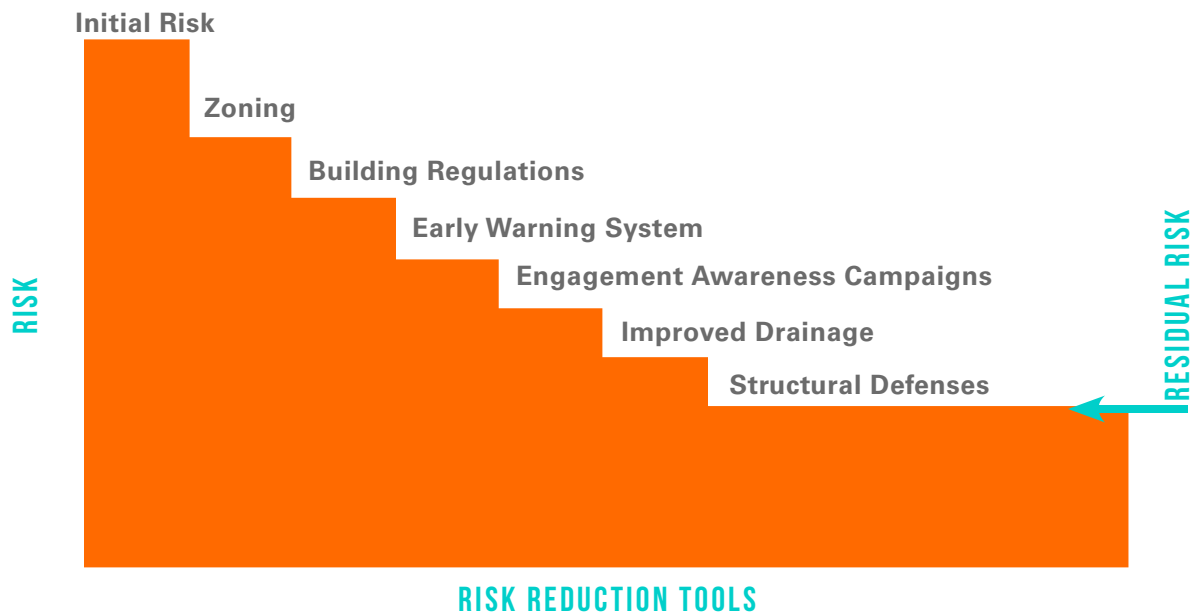 Initial Risk
Zoning
Building Regulations
Early Warning System
Engagement Awareness Campaigns
Improved Drainage
Structural Defenses
RISK
RESIDUAL RISK
RISK REDUCTION TOOLS